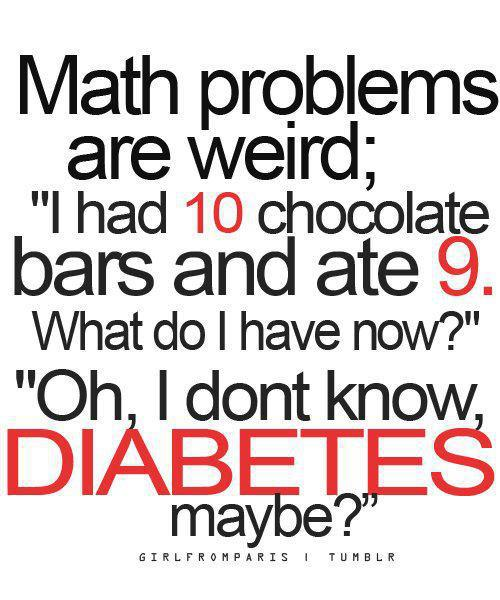 Math problems
are weird;
"I had 10 chocolate
bars and ate 9.
What do I have now?"
"Oh, I dont know,
DIABETES
maybe?”
GIRLFROMPARIS | TUMBLR